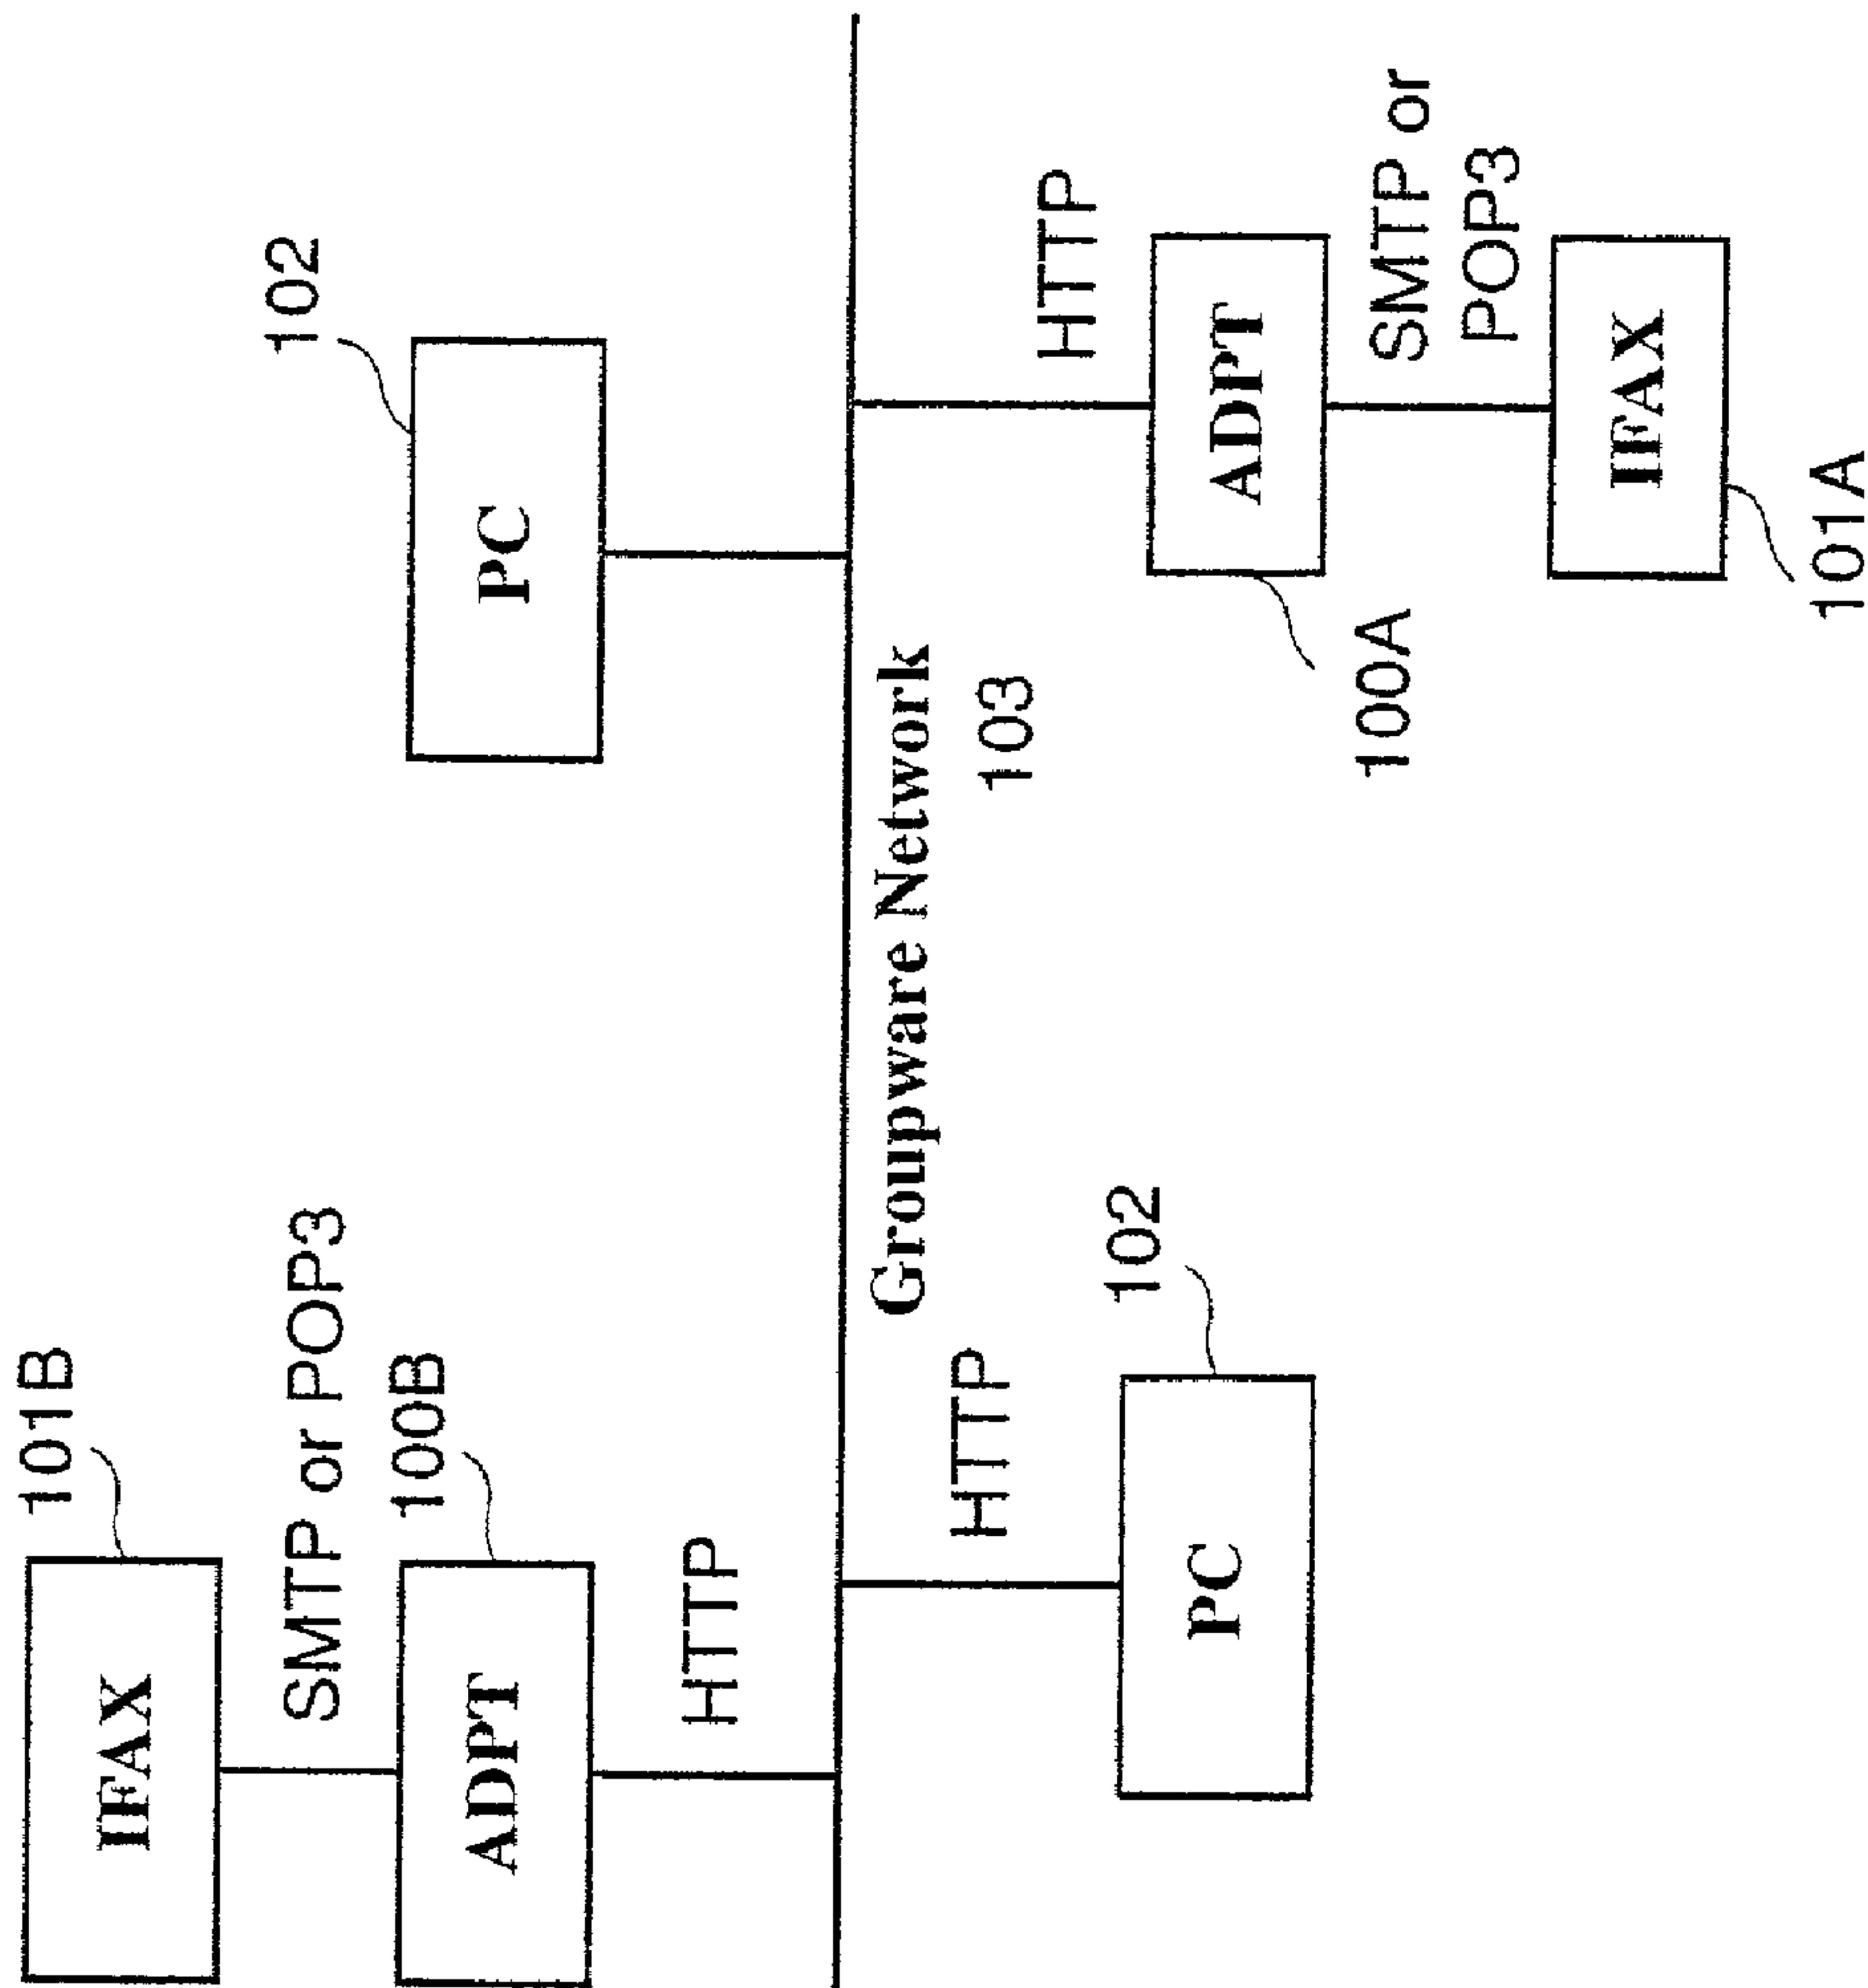 101B
IFAX
SMTP or POP3
100B
ADPT
HTTP
102
PC
Groupware Network
103
HTTP
102
PC
HTTP
ADPT
100A
SMTP or
POP3
IFAX
101A